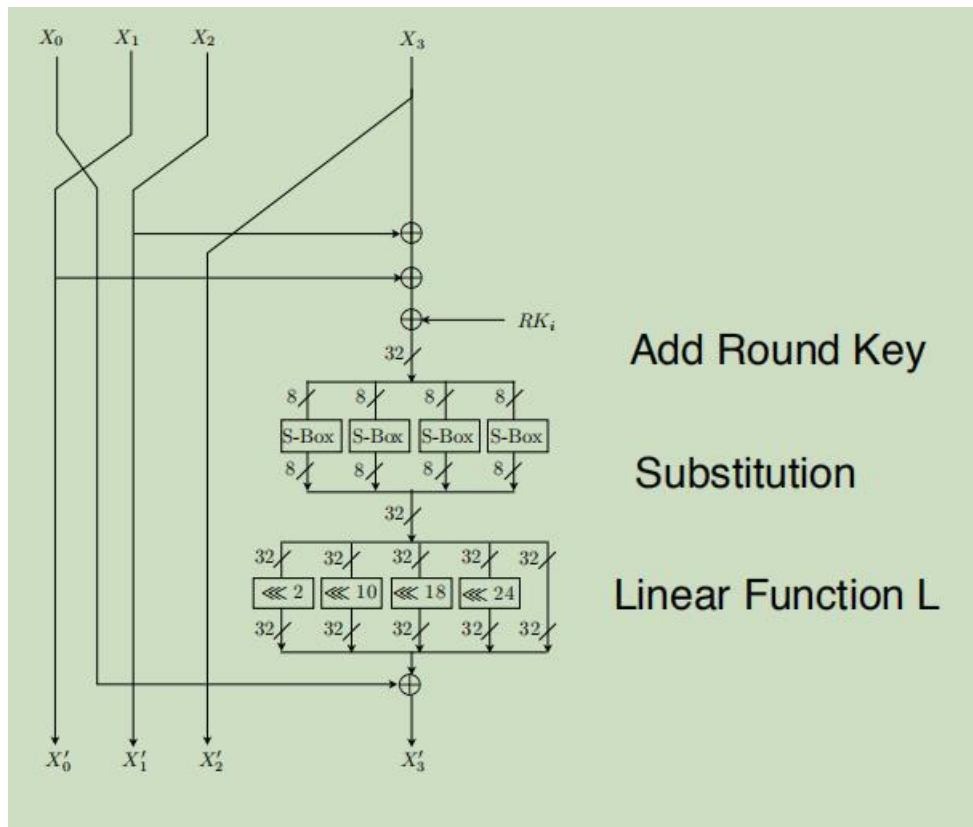 X₀ X₁ X₂ X₃
RKᵢ
32
Add Round Key
8 8 8 8
S-Box S-Box S-Box S-Box
8 8 8 8
Substitution
32
32 32 32 32 32
⋘ 2 ⋘ 10 ⋘ 18 ⋘ 24
Linear Function L
32 32 32 32 32
X′₀ X′₁ X′₂ X′₃